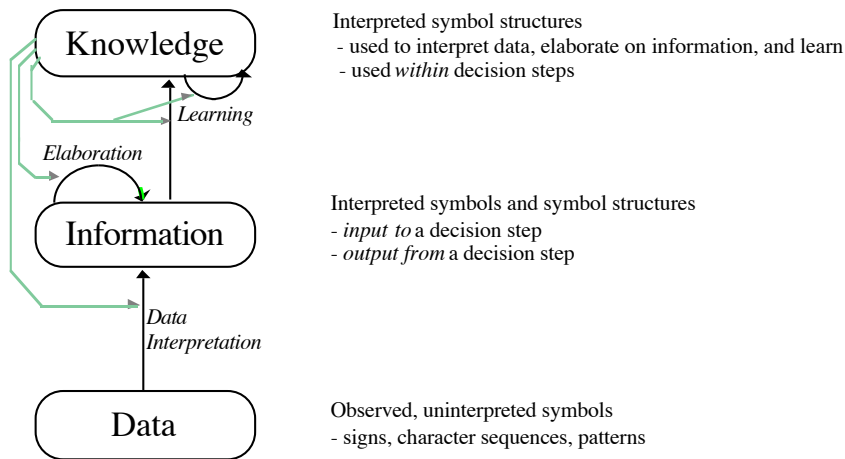 Knowledge
Interpreted symbol structures
- used to interpret data, elaborate on information, and learn
- used within decision steps
Learning
Elaboration
Information
Interpreted symbols and symbol structures
- input to a decision step
- output from a decision step
Data
Interpretation
Data
Observed, uninterpreted symbols
- signs, character sequences, patterns